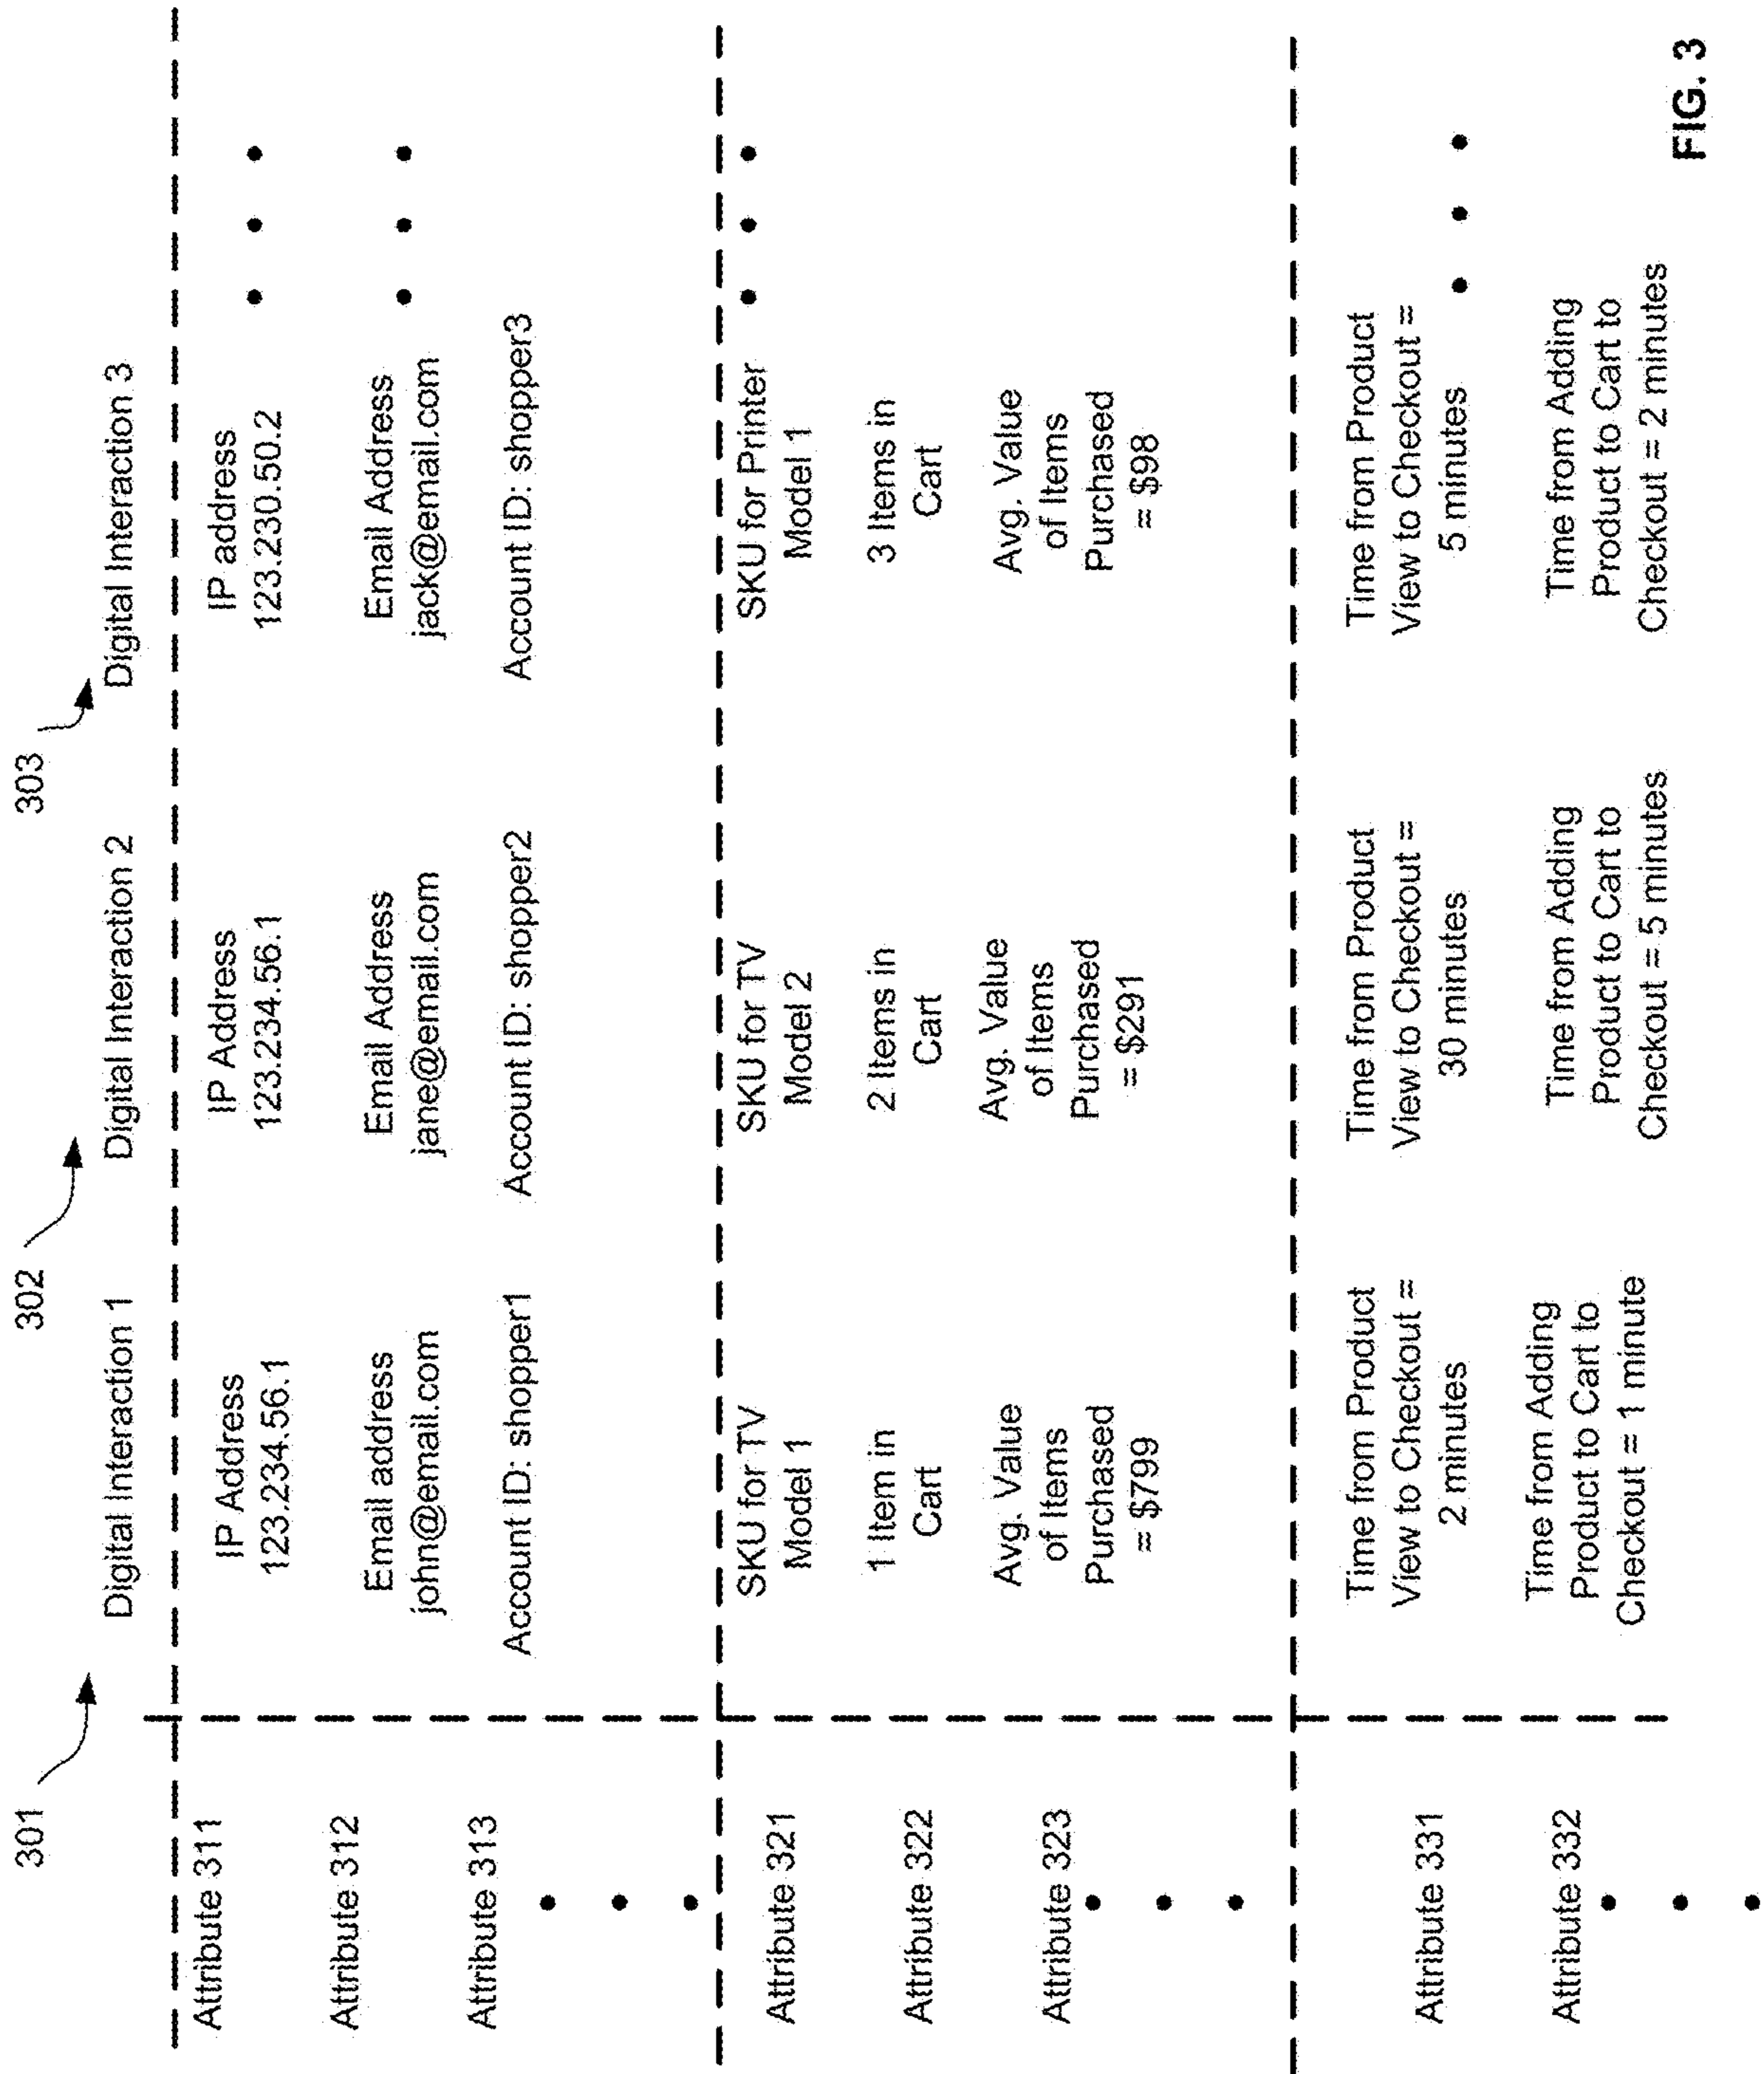 301
302
303
Digital Interaction 1
Digital Interaction 2
Digital Interaction 3
Attribute 311
IP Address
123.234.56.1
IP Address
123.234.56.1
IP address
123.230.50.2
Attribute 312
Email address
john@email.com
Email Address
jane@email.com
Email Address
jack@email.com
Attribute 313
Account ID: shopper1
Account ID: shopper2
Account ID: shopper3
Attribute 321
SKU for TV
Model 1
SKU for TV
Model 2
SKU for Printer
Model 1
Attribute 322
1 Item in
Cart
2 Items in
Cart
3 Items in
Cart
Attribute 323
Avg. Value
of Items
Purchased
= $799
Avg. Value
of Items
Purchased
= $291
Avg. Value
of Items
Purchased
= $98
Attribute 331
Time from Product
View to Checkout =
2 minutes
Time from Product
View to Checkout =
30 minutes
Time from Product
View to Checkout =
5 minutes
Attribute 332
Time from Adding
Product to Cart to
Checkout = 1 minute
Time from Adding
Product to Cart to
Checkout = 5 minutes
Time from Adding
Product to Cart to
Checkout = 2 minutes
FIG. 3